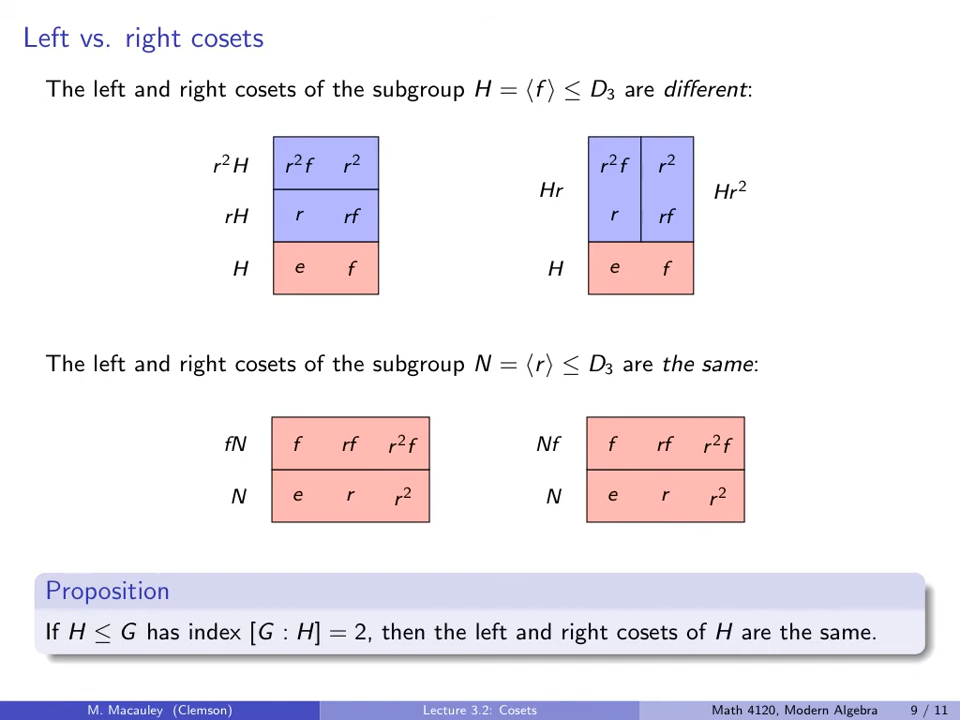 Left vs. right cosets
The left and right cosets of the subgroup H = ⟨f⟩ ≤ D₃ are different:
r²H r²f r²
rH r rf
H e f
Hr r²f r² Hr²
r rf
H e f
The left and right cosets of the subgroup N = ⟨r⟩ ≤ D₃ are the same:
fN f rf r²f
N e r r²
Nf f rf r²f
N e r r²
Proposition
If H ≤ G has index [G : H] = 2, then the left and right cosets of H are the same.
M. Macauley (Clemson) Lecture 3.2: Cosets Math 4120, Modern Algebra 9 / 11